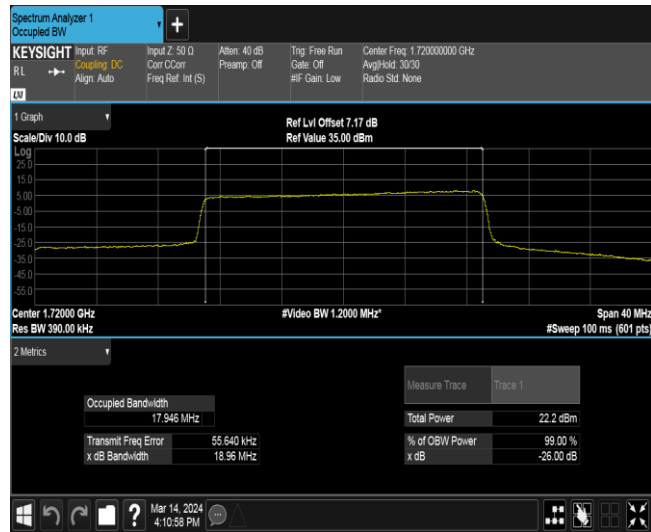 Spectrum Analyzer 1
Occupied BW
+
KEYSIGHT Input: RF Input Z: 50 Ω Atten: 40 dB Trig: Free Run Center Freq: 1.720000000 GHz
RL Coupling: DC Corr CCorr Preamp: Off Gate: Off Avg|Hold: 30/30
Align: Auto Freq Ref: Int (S) #IF Gain: Low Radio Std: None
LXI
1 Graph Ref Lvl Offset 7.17 dB
Scale/Div 10.0 dB Ref Value 35.00 dBm
Log
25.0
15.0
5.00
-5.00
-15.0
-25.0
-35.0
-45.0
-55.0
Center 1.72000 GHz #Video BW 1.2000 MHz* Span 40 MHz
Res BW 390.00 kHz #Sweep 100 ms (601 pts)
2 Metrics
Measure Trace Trace 1
Occupied Bandwidth
17.946 MHz Total Power 22.2 dBm
Transmit Freq Error 55.640 kHz % of OBW Power 99.00 %
x dB Bandwidth 18.96 MHz x dB -26.00 dB
? Mar 14, 2024
4:10:58 PM